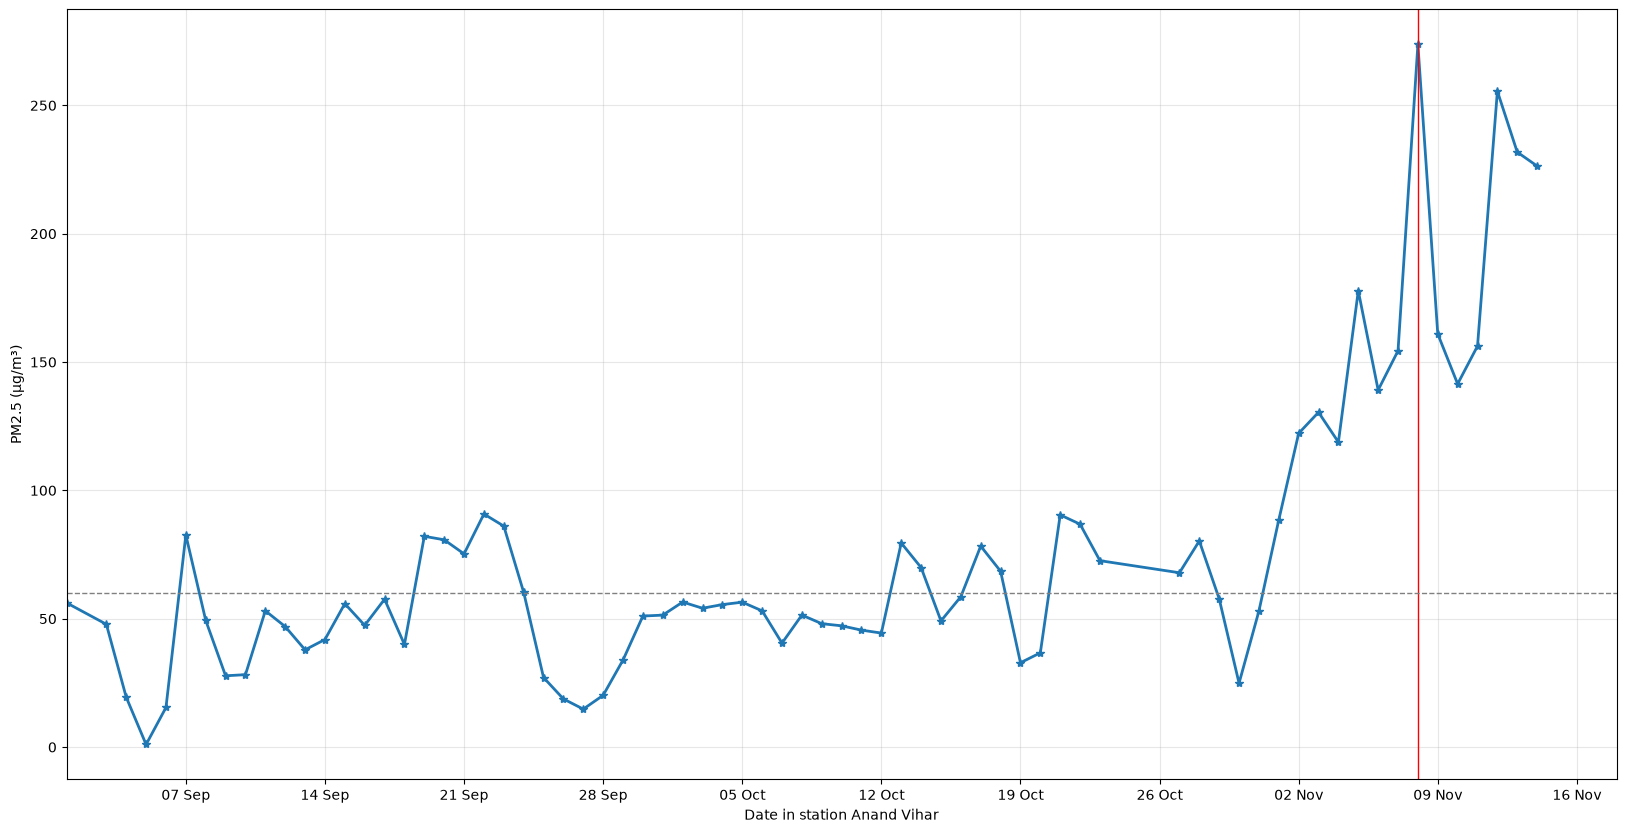 PM2.5 (µg/m³)
250
200
150
100
50
0
07 Sep
14 Sep
21 Sep
28 Sep
05 Oct
12 Oct
19 Oct
26 Oct
02 Nov
09 Nov
16 Nov
Date in station Anand Vihar